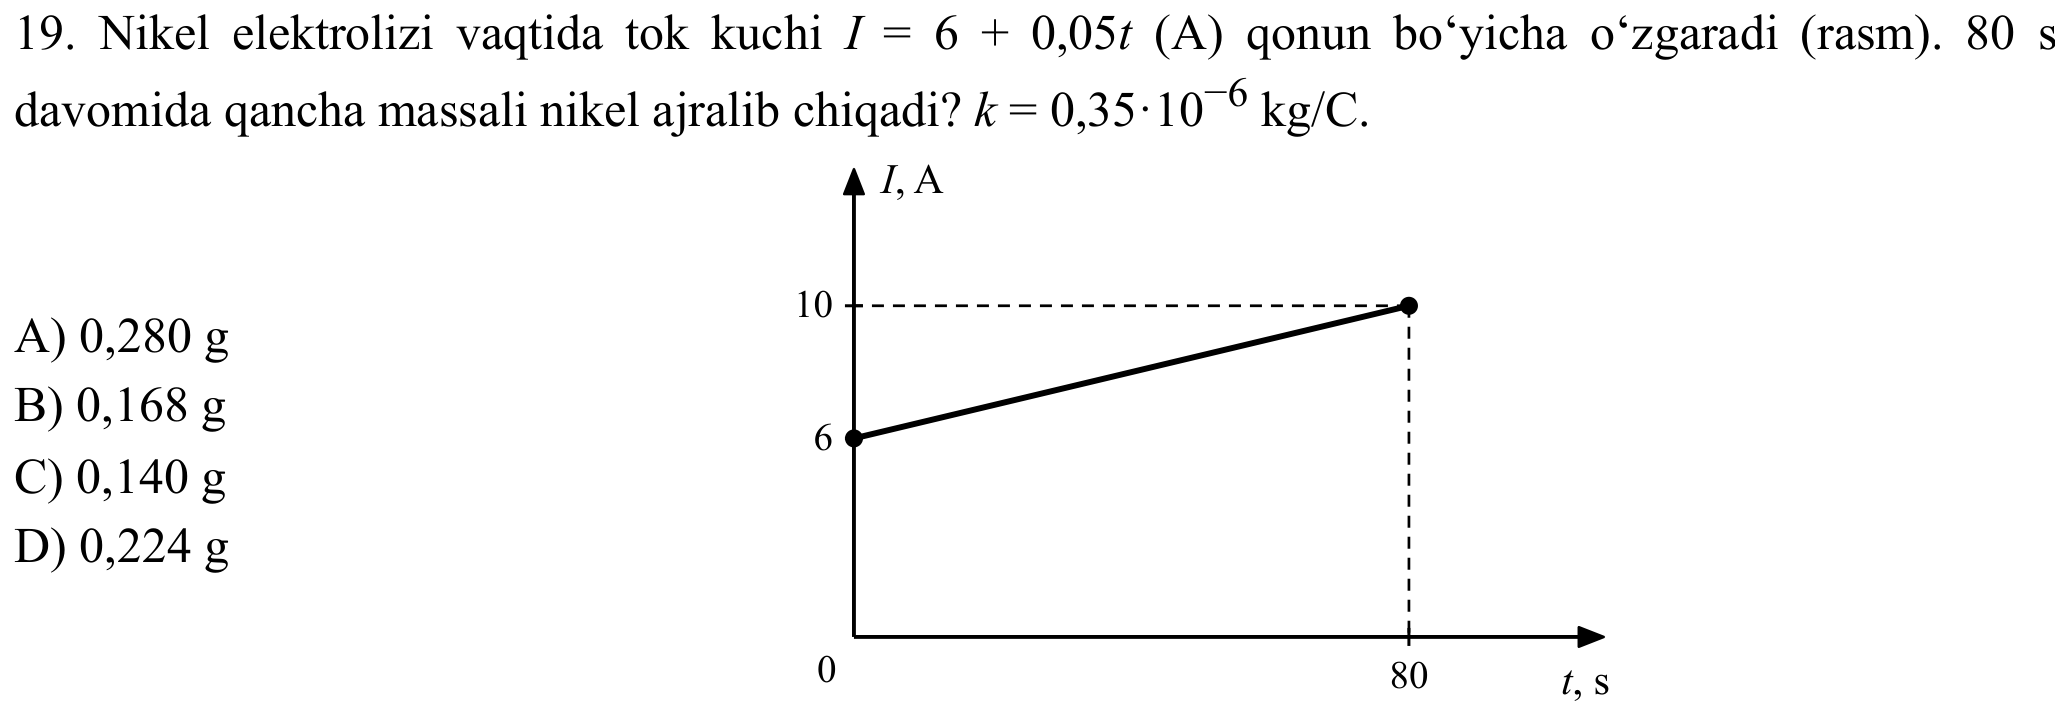 19. Nikel elektrolizi vaqtida tok kuchi I = 6 + 0,05t (A) qonun bo‘yicha o‘zgaradi (rasm). 80 s
davomida qancha massali nikel ajralib chiqadi? k = 0,35·10⁻⁶ kg/C.
I, A
10
6
0
80
t, s
A) 0,280 g
B) 0,168 g
C) 0,140 g
D) 0,224 g